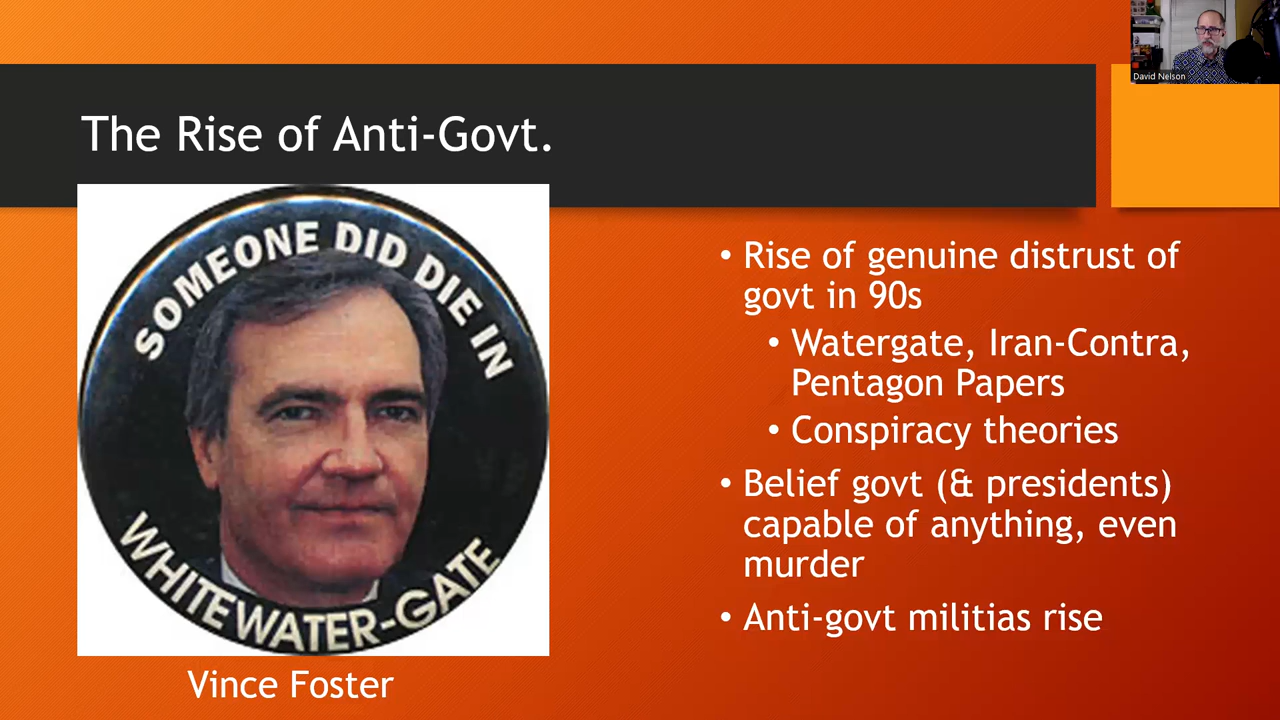 David Nelson
The Rise of Anti-Govt.
SOMEONE DID DIE IN
WHITEWATER-GATE
Vince Foster
• Rise of genuine distrust of
govt in 90s
• Watergate, Iran-Contra,
Pentagon Papers
• Conspiracy theories
• Belief govt (& presidents)
capable of anything, even
murder
• Anti-govt militias rise